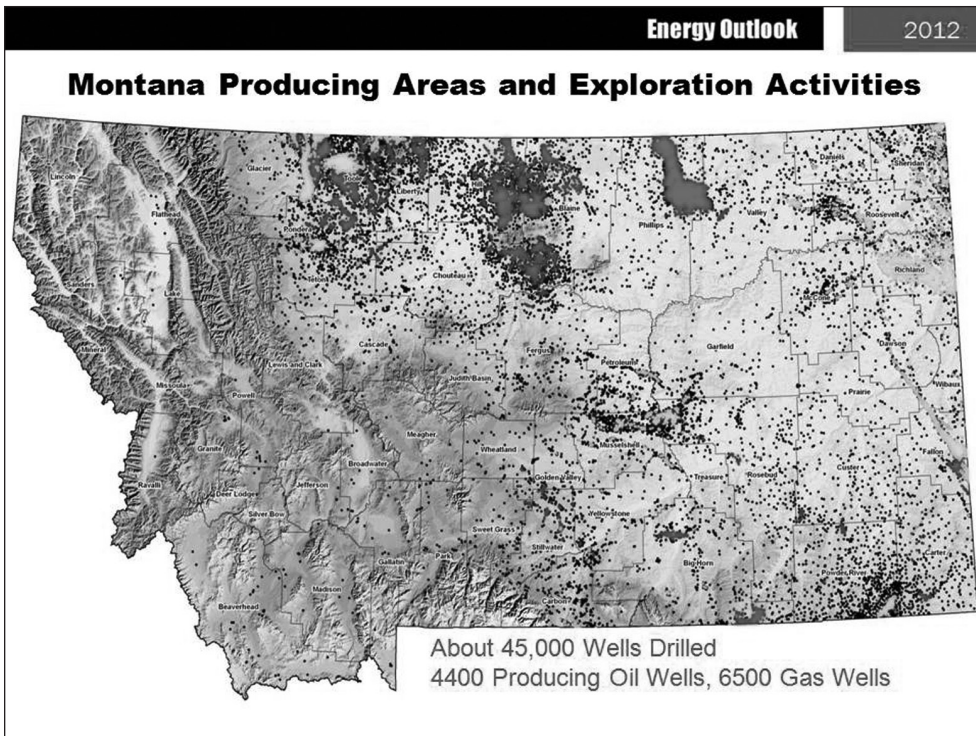 Energy Outlook 2012
Montana Producing Areas and Exploration Activities
Lincoln
Flathead
Glacier
Toole
Liberty
Pondera
Teton
Chouteau
Blaine
Phillips
Valley
Daniels
Sheridan
Roosevelt
Richland
Sanders
Lake
Mineral
Missoula
Lewis and Clark
Cascade
Judith Basin
Fergus
Petroleum
Garfield
McCone
Dawson
Prairie
Wibaux
Powell
Granite
Ravalli
Deer Lodge
Silver Bow
Jefferson
Broadwater
Meagher
Wheatland
Golden Valley
Musselshell
Treasure
Rosebud
Custer
Fallon
Sweet Grass
Stillwater
Yellowstone
Big Horn
Powder River
Carter
Beaverhead
Madison
Gallatin
Park
Carbon
About 45,000 Wells Drilled
4400 Producing Oil Wells, 6500 Gas Wells